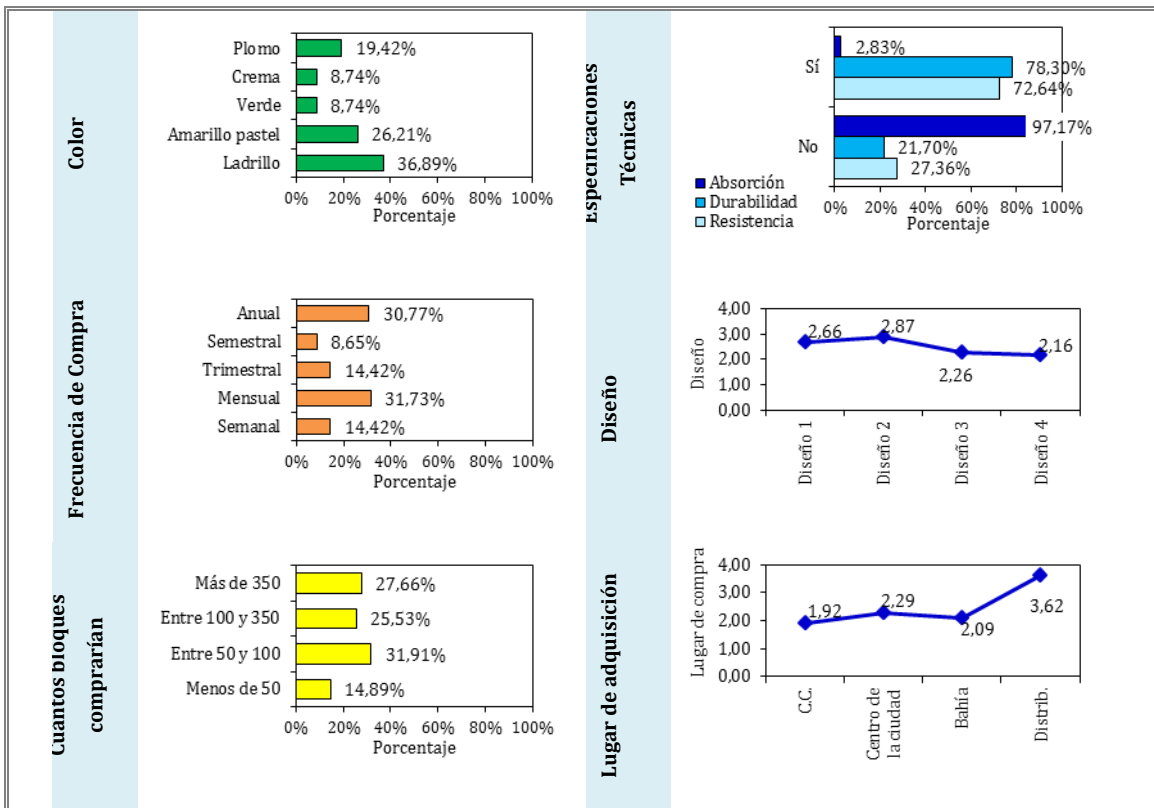 Color
Plomo
Crema
Verde
Amarillo pastel
Ladrillo
19,42%
8,74%
8,74%
26,21%
36,89%
0% 20% 40% 60% 80% 100%
Porcentaje
Especificaciones
Técnicas
Sí
No
2,83%
78,30%
72,64%
97,17%
21,70%
27,36%
Absorción
Durabilidad
Resistencia
0% 20% 40% 60% 80% 100%
Porcentaje
Frecuencia de Compra
Anual
Semestral
Trimestral
Mensual
Semanal
30,77%
8,65%
14,42%
31,73%
14,42%
0% 20% 40% 60% 80% 100%
Porcentaje
Diseño
Diseño
4,00
3,00
2,00
1,00
0,00
2,66
2,87
2,26
2,16
Diseño 1
Diseño 2
Diseño 3
Diseño 4
Cuantos bloques
comprarían
Más de 350
Entre 100 y 350
Entre 50 y 100
Menos de 50
27,66%
25,53%
31,91%
14,89%
0% 20% 40% 60% 80% 100%
Porcentaje
Lugar de adquisición
Lugar de compra
4,00
3,00
2,00
1,00
0,00
1,92
2,29
2,09
3,62
C.C.
Centro de
la ciudad
Bahía
Distrib.